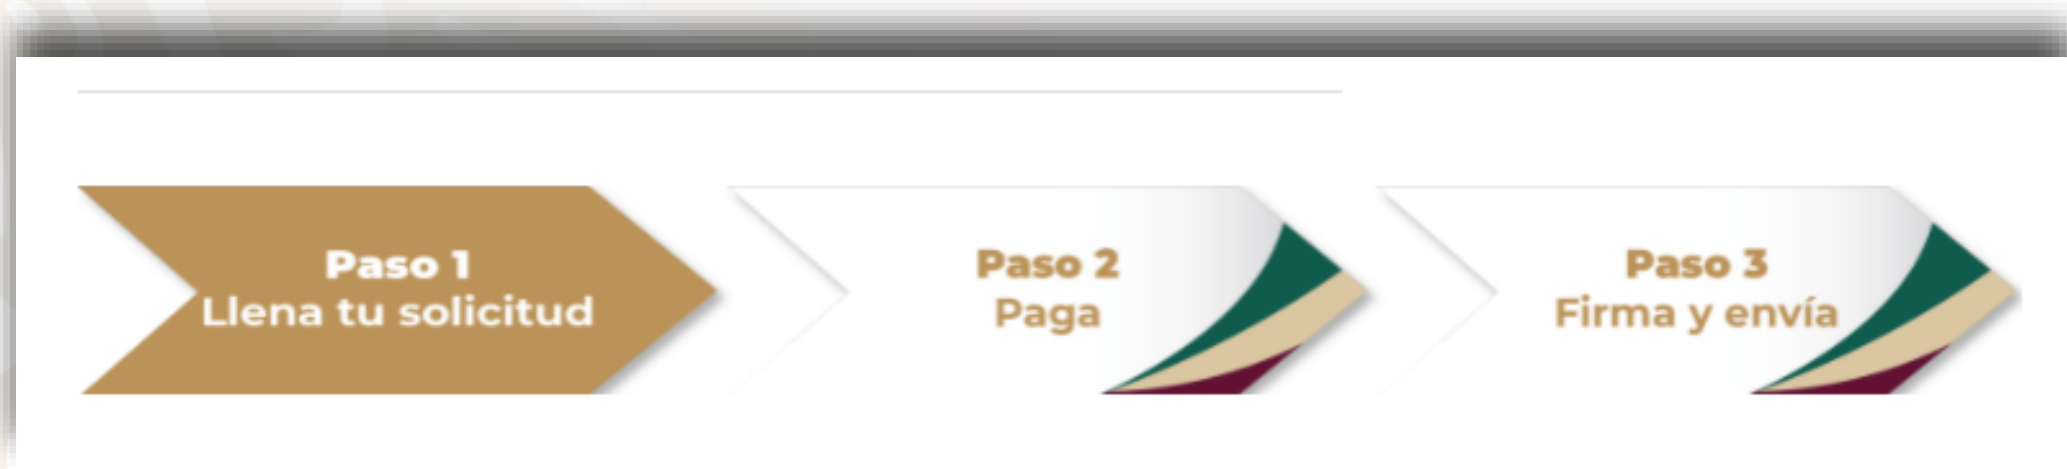 Paso 1
Llena tu solicitud
Paso 2
Paga
Paso 3
Firma y envía